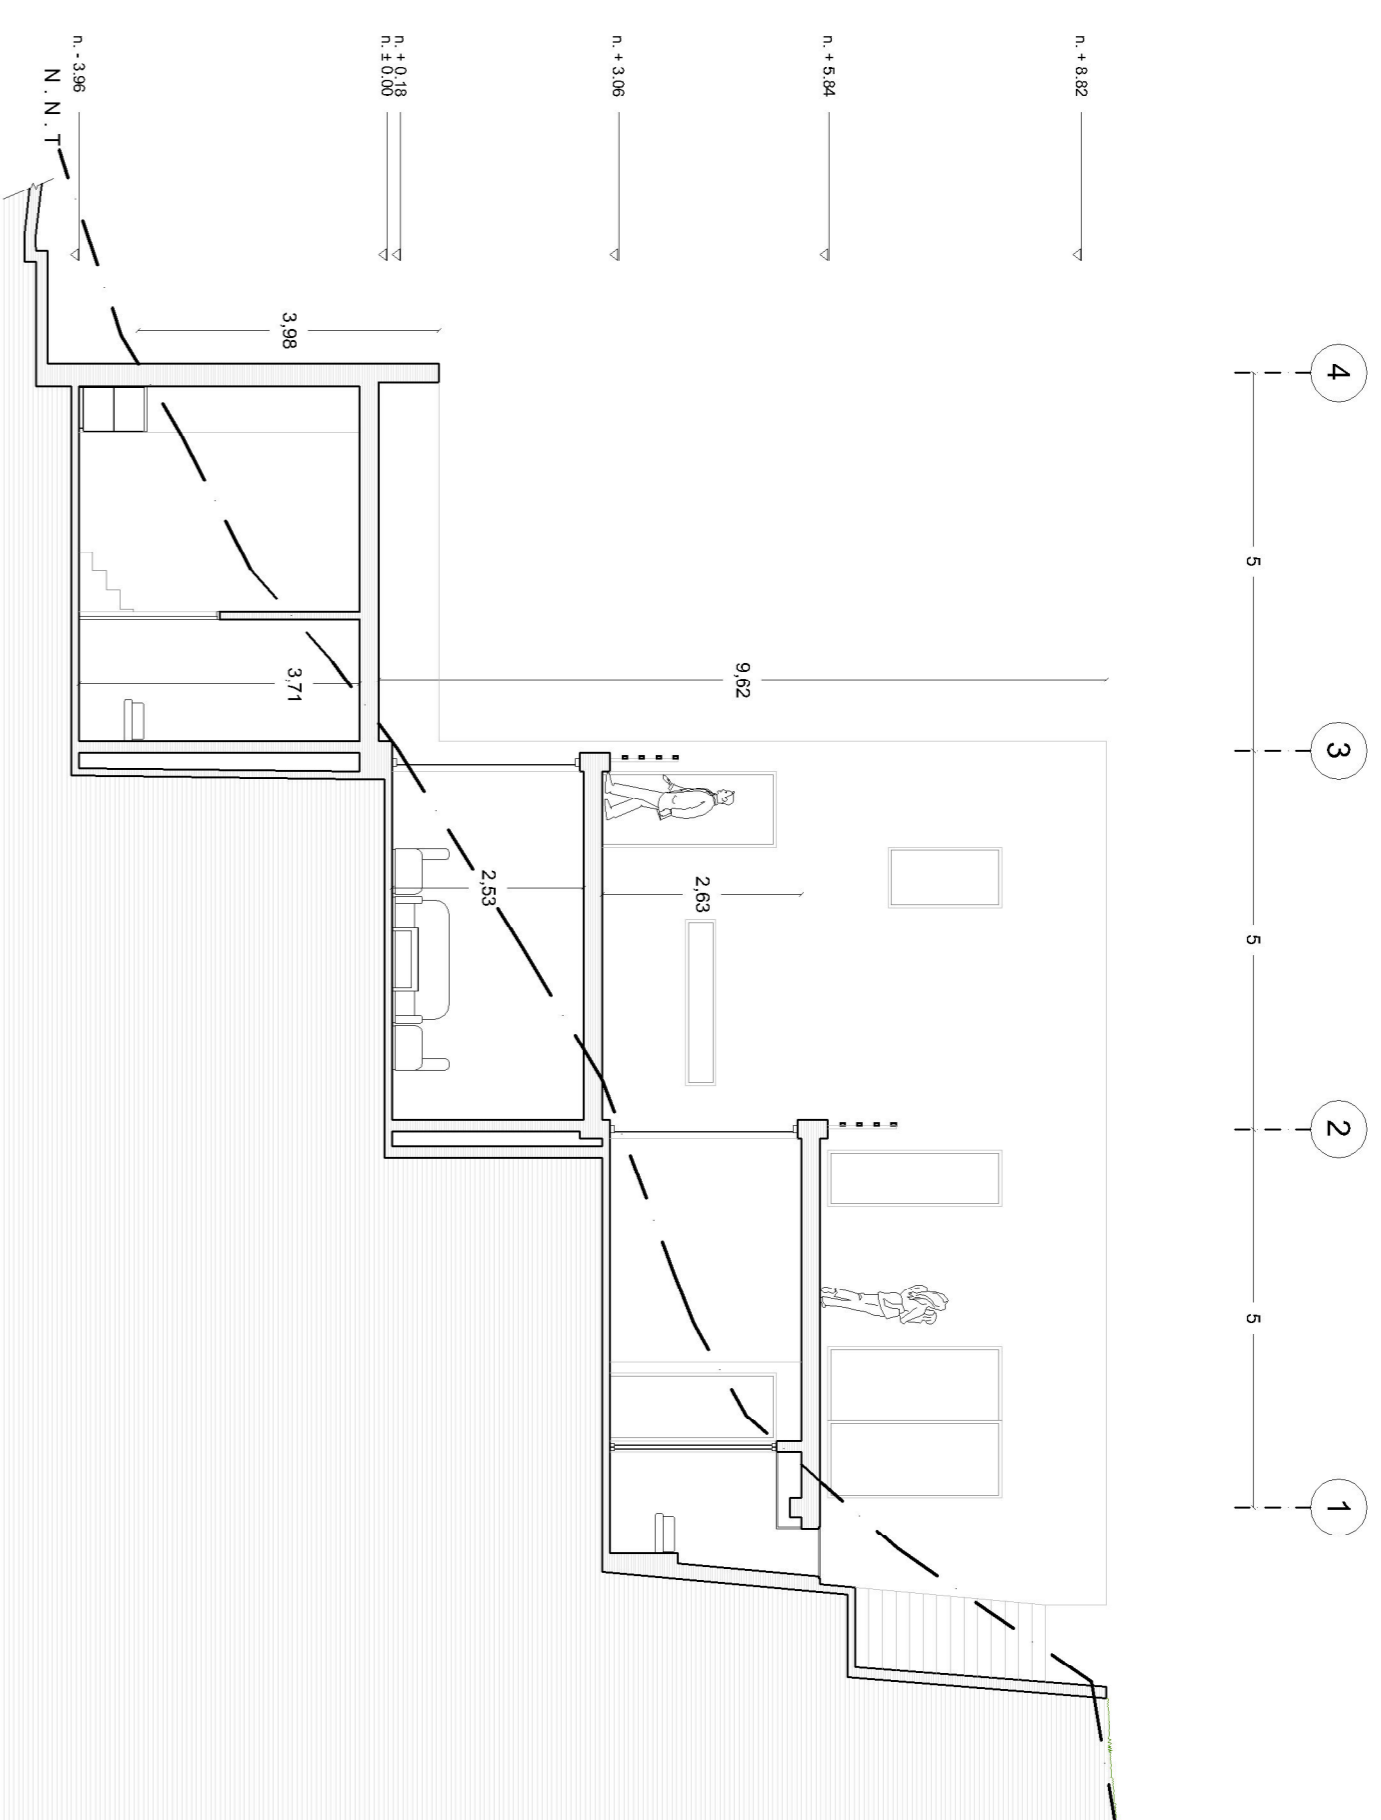 4 3 2 1
5 5 5
n. + 8.82
n. + 5.84
9,62
2,63
n. + 3.06
2,53
n. + 0.18
n. ± 0.00
3,98
3,71
n. - 3.96
N . N . T